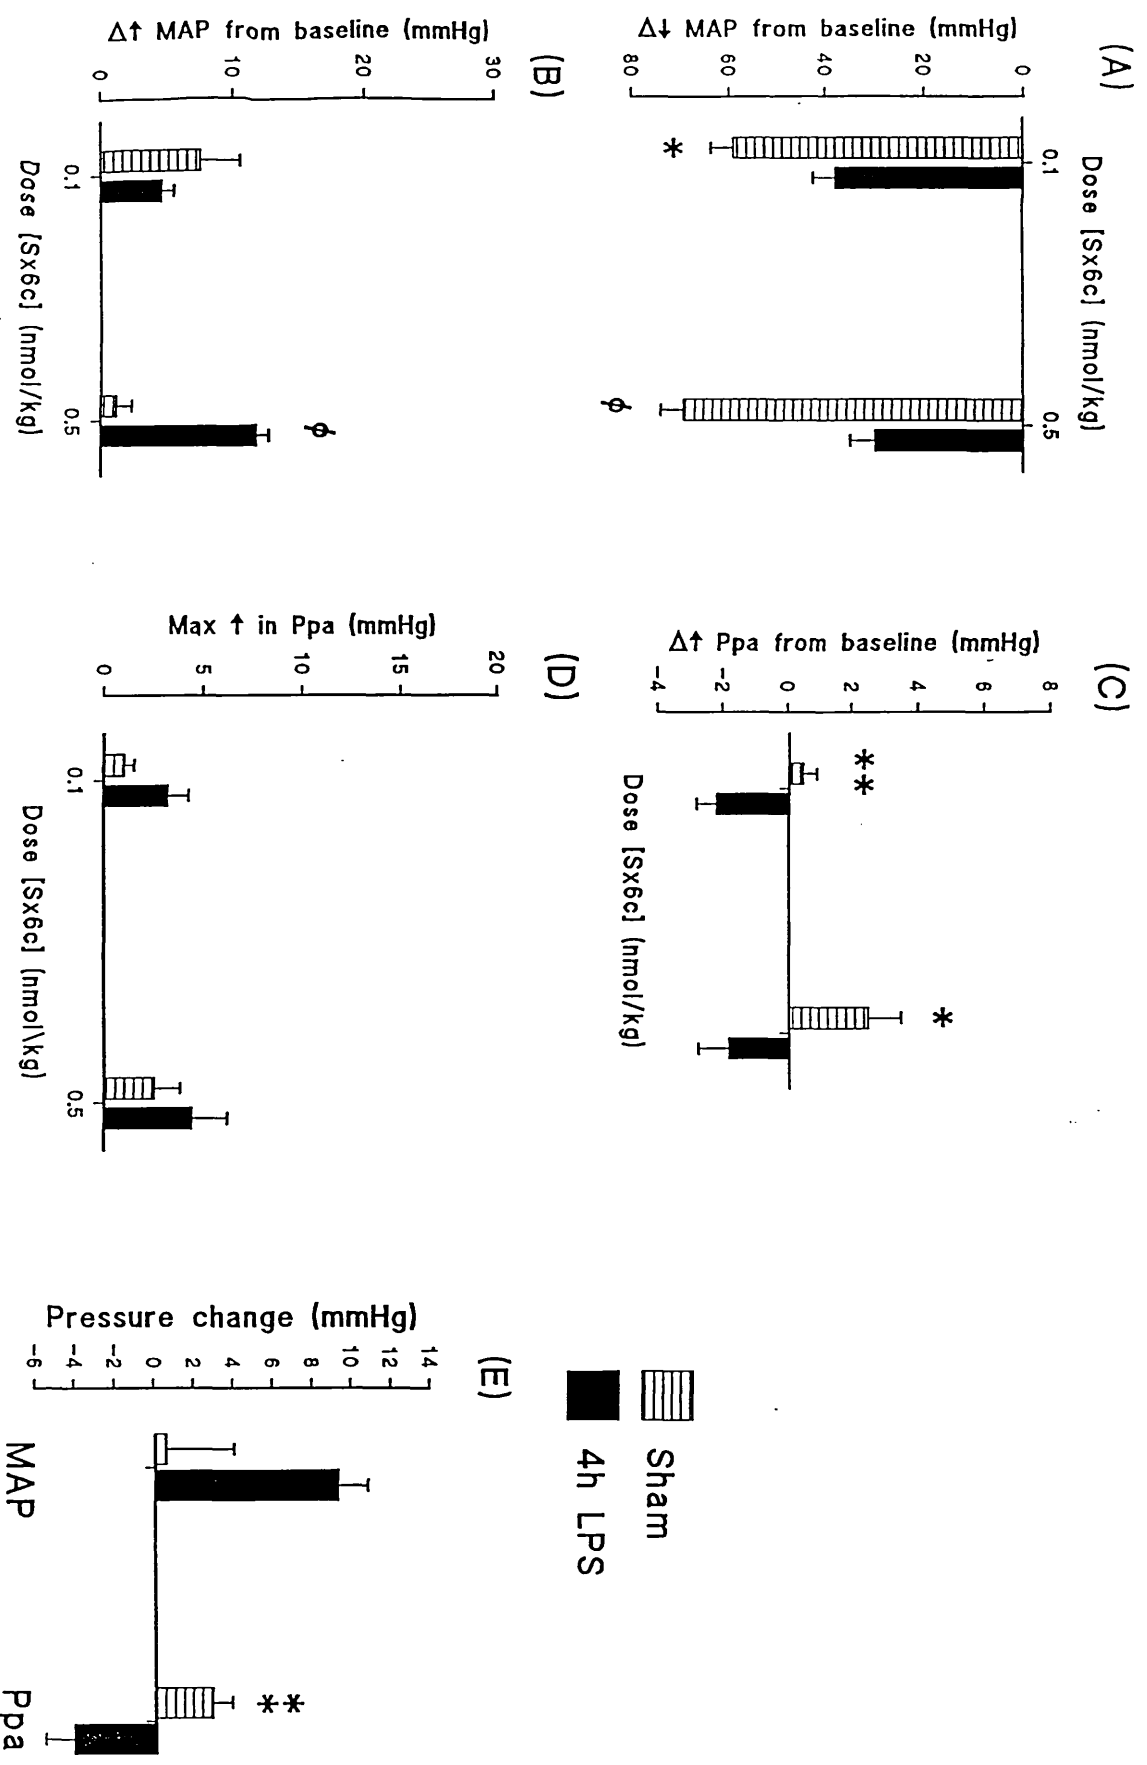 (A)
Δ↓ MAP from baseline (mmHg)
0
20
40
60
80
Dose [Sx6c] (nmol/kg)
0.1
0.5
*
ϕ
(B)
Δ↑ MAP from baseline (mmHg)
30
20
10
0
ϕ
0.1
0.5
Dose [Sx6c] (nmol/kg)
(C)
Δ↑ Ppa from baseline (mmHg)
8
6
4
2
0
-2
-4
**
*
Dose [Sx6c] (nmol/kg)
(D)
Max ↑ in Ppa (mmHg)
20
15
10
5
0
0.1
0.5
Dose [Sx6c] (nmol\kg)
Sham
4h LPS
(E)
Pressure change (mmHg)
14
12
10
8
6
4
2
0
-2
-4
-6
**
MAP
Ppa